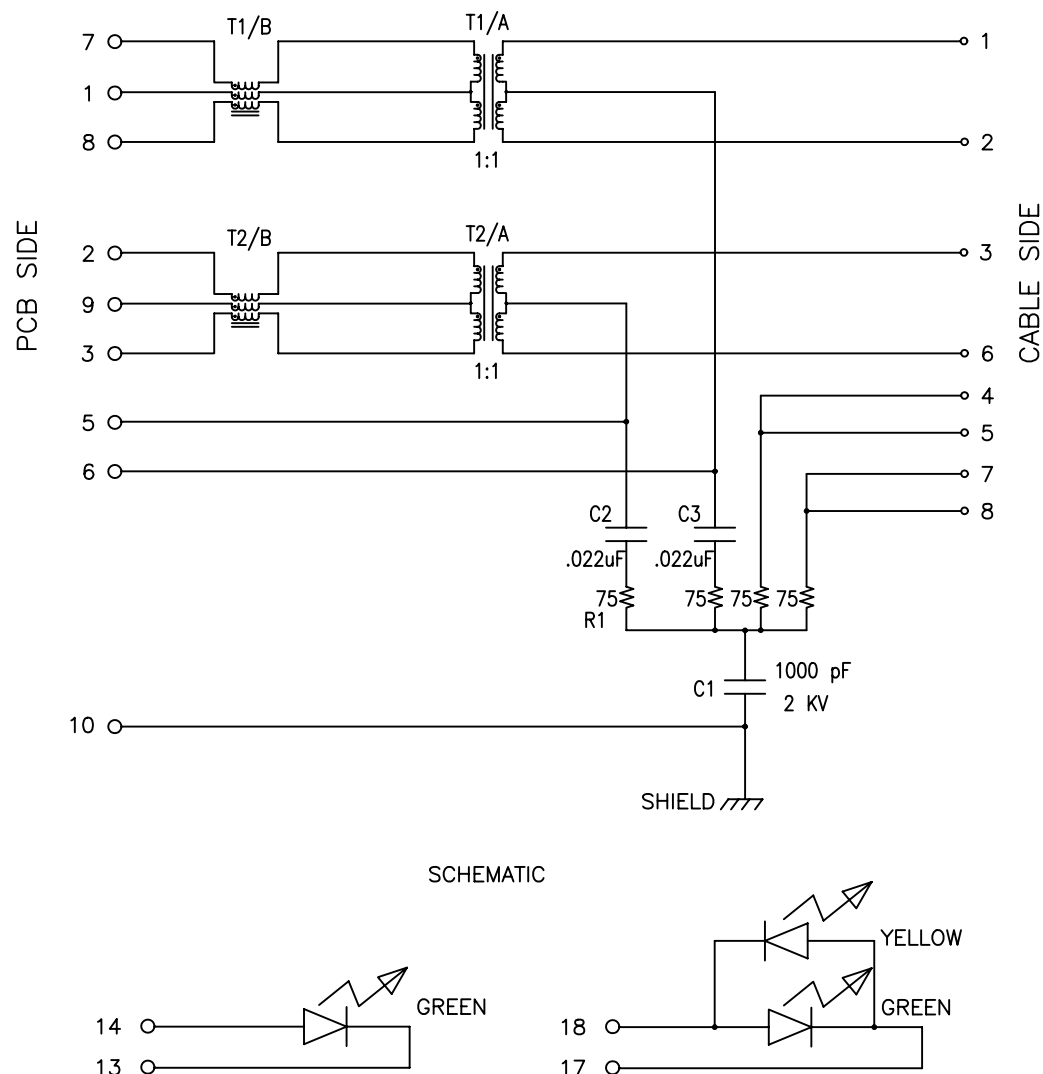 T1/B T1/A
7 1
1
8 2
1:1
PCB SIDE
CABLE SIDE
T2/B T2/A
2 3
9
3 6
1:1
4
5 5
6 7
8
C2 C3
.022uF .022uF
75 75 75 75
R1
1000 pF
C1
2 KV
10
SHIELD
SCHEMATIC
YELLOW
GREEN GREEN
14 18
13 17